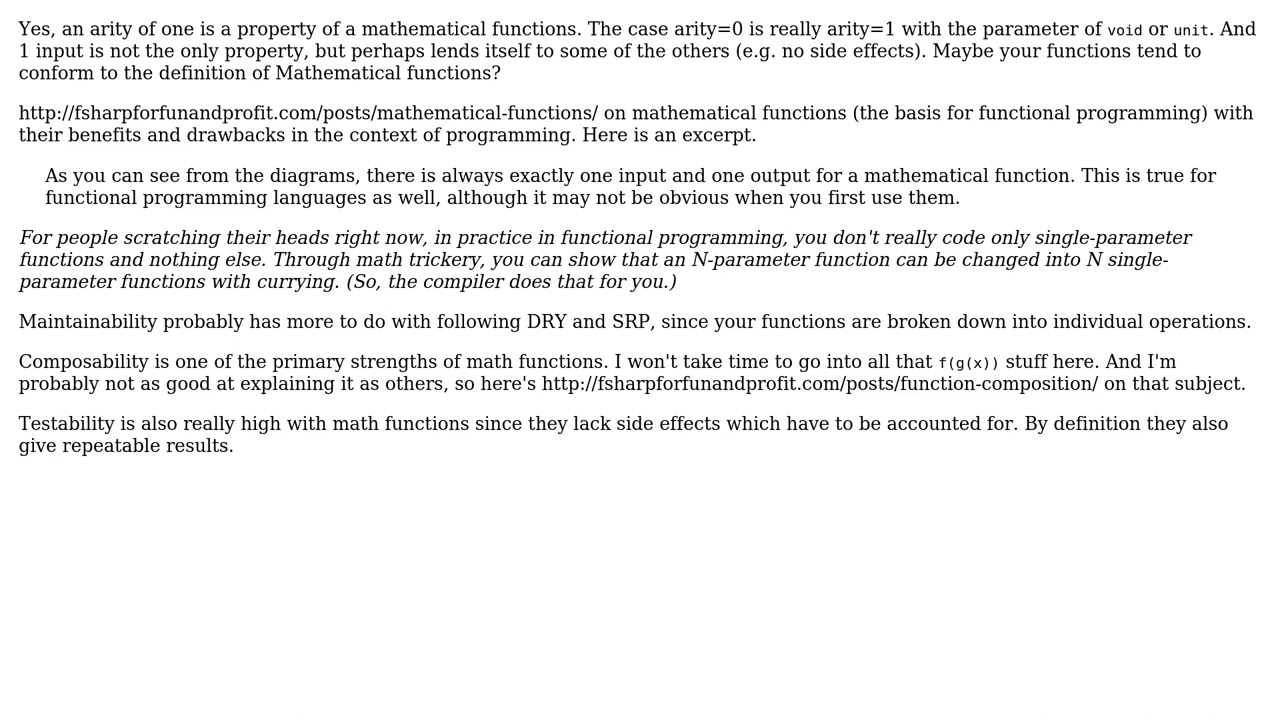 Yes, an arity of one is a property of a mathematical functions. The case arity=0 is really arity=1 with the parameter of void or unit. And
1 input is not the only property, but perhaps lends itself to some of the others (e.g. no side effects). Maybe your functions tend to
conform to the definition of Mathematical functions?
http://fsharpforfunandprofit.com/posts/mathematical-functions/ on mathematical functions (the basis for functional programming) with
their benefits and drawbacks in the context of programming. Here is an excerpt.
As you can see from the diagrams, there is always exactly one input and one output for a mathematical function. This is true for
functional programming languages as well, although it may not be obvious when you first use them.
For people scratching their heads right now, in practice in functional programming, you don't really code only single-parameter
functions and nothing else. Through math trickery, you can show that an N-parameter function can be changed into N single-
parameter functions with currying. (So, the compiler does that for you.)
Maintainability probably has more to do with following DRY and SRP, since your functions are broken down into individual operations.
Composability is one of the primary strengths of math functions. I won't take time to go into all that f(g(x)) stuff here. And I'm
probably not as good at explaining it as others, so here's http://fsharpforfunandprofit.com/posts/function-composition/ on that subject.
Testability is also really high with math functions since they lack side effects which have to be accounted for. By definition they also
give repeatable results.